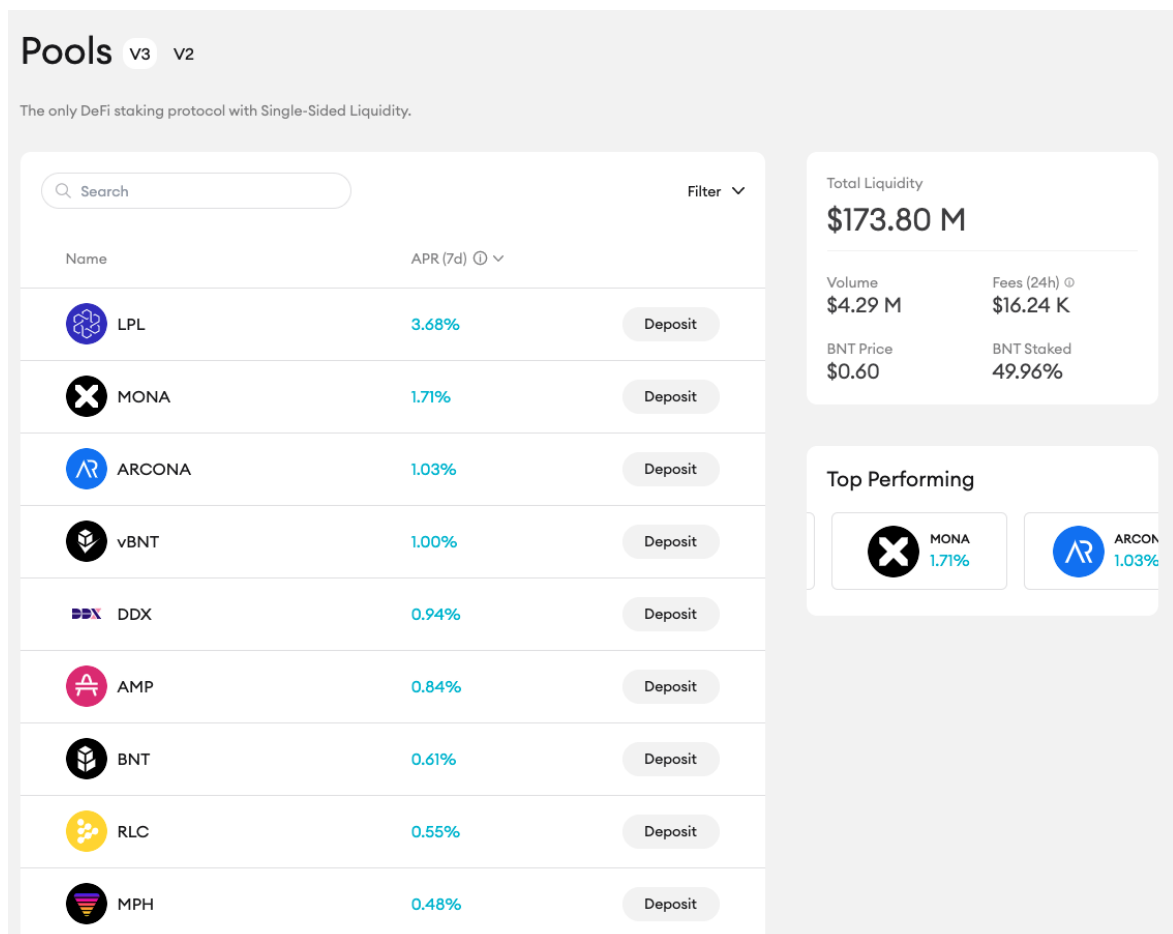 Pools V3 V2
The only DeFi staking protocol with Single-Sided Liquidity.
Search
Filter
Name APR (7d)
LPL 3.68% Deposit
MONA 1.71% Deposit
ARCONA 1.03% Deposit
vBNT 1.00% Deposit
DDX DDX 0.94% Deposit
AMP 0.84% Deposit
BNT 0.61% Deposit
RLC 0.55% Deposit
MPH 0.48% Deposit
Total Liquidity
$173.80 M
Volume Fees (24h)
$4.29 M $16.24 K
BNT Price BNT Staked
$0.60 49.96%
Top Performing
MONA
1.71%
AR ARCON
1.03%